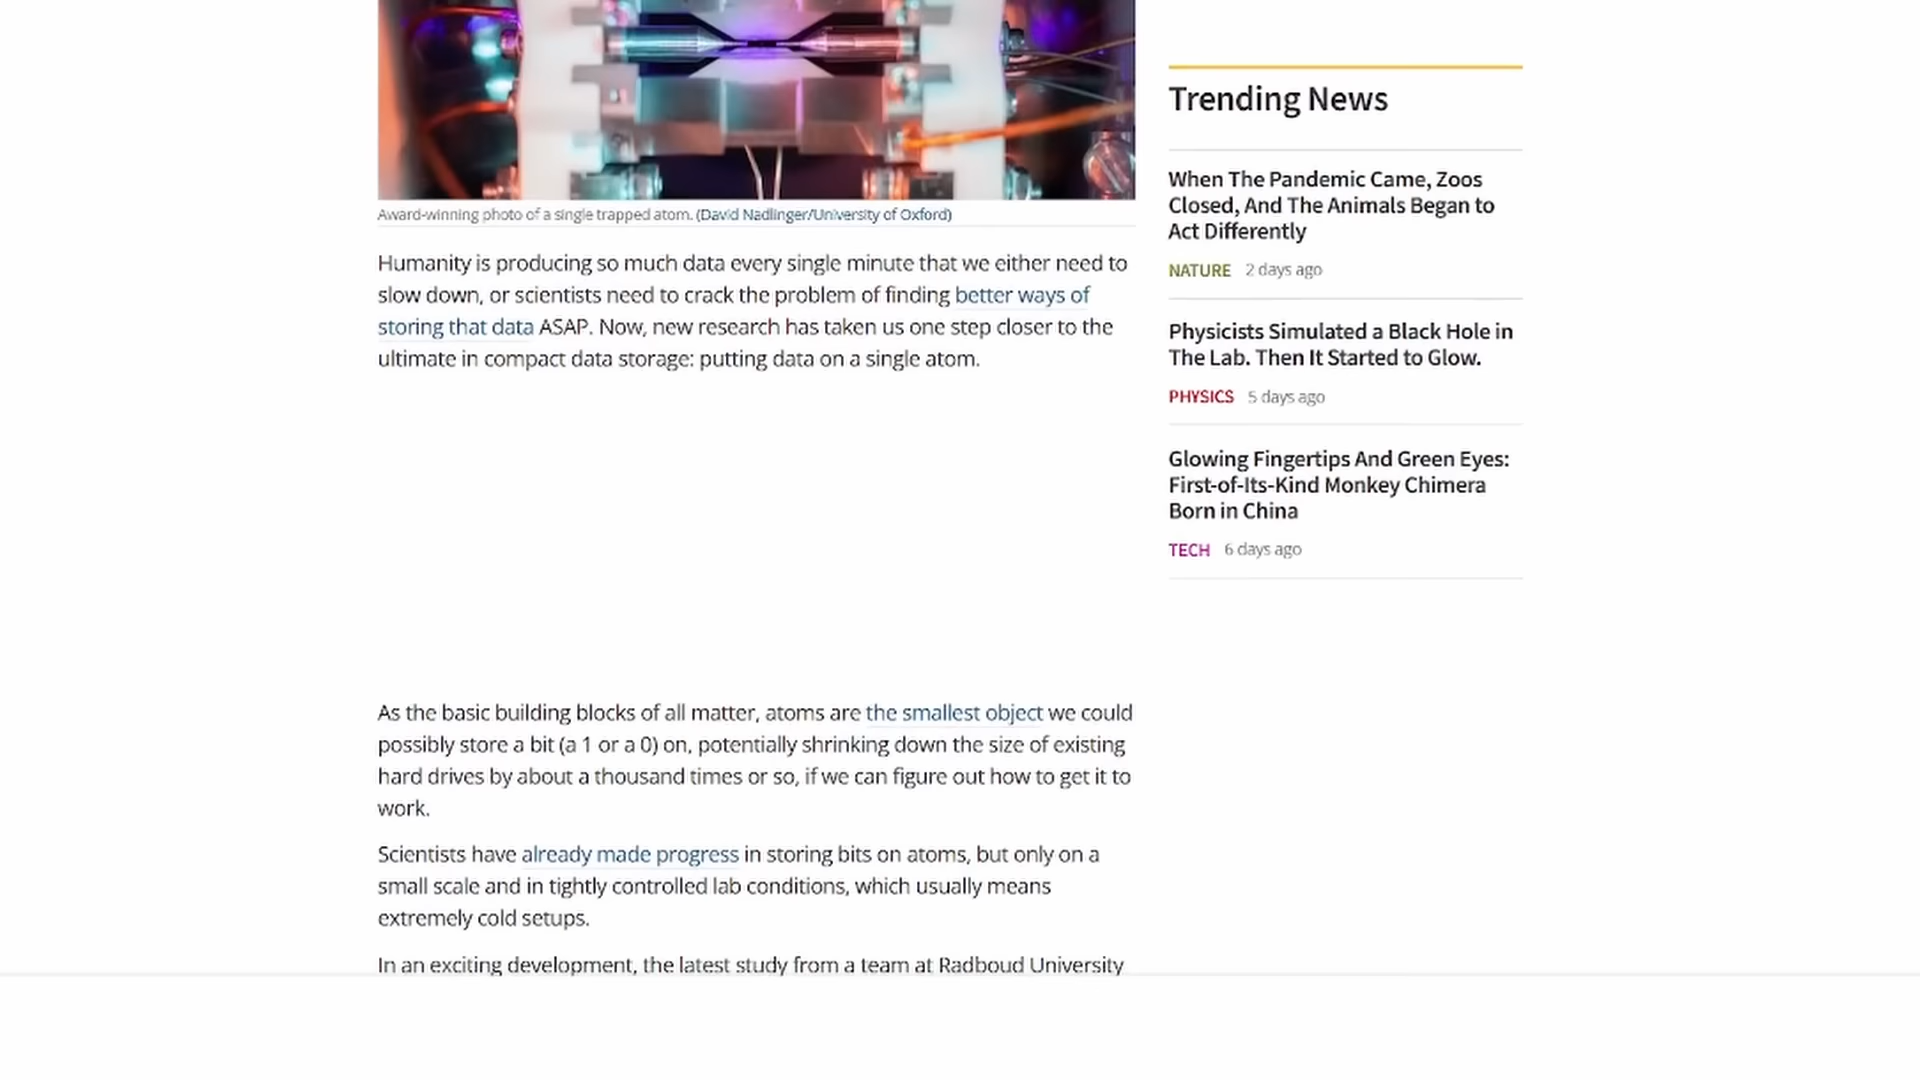 Award-winning photo of a single trapped atom. (David Nadlinger/University of Oxford)
Humanity is producing so much data every single minute that we either need to
slow down, or scientists need to crack the problem of finding better ways of
storing that data ASAP. Now, new research has taken us one step closer to the
ultimate in compact data storage: putting data on a single atom.
As the basic building blocks of all matter, atoms are the smallest object we could
possibly store a bit (a 1 or a 0) on, potentially shrinking down the size of existing
hard drives by about a thousand times or so, if we can figure out how to get it to
work.
Scientists have already made progress in storing bits on atoms, but only on a
small scale and in tightly controlled lab conditions, which usually means
extremely cold setups.
In an exciting development, the latest study from a team at Radboud University
Trending News
When The Pandemic Came, Zoos
Closed, And The Animals Began to
Act Differently
NATURE 2 days ago
Physicists Simulated a Black Hole in
The Lab. Then It Started to Glow.
PHYSICS 5 days ago
Glowing Fingertips And Green Eyes:
First-of-Its-Kind Monkey Chimera
Born in China
TECH 6 days ago